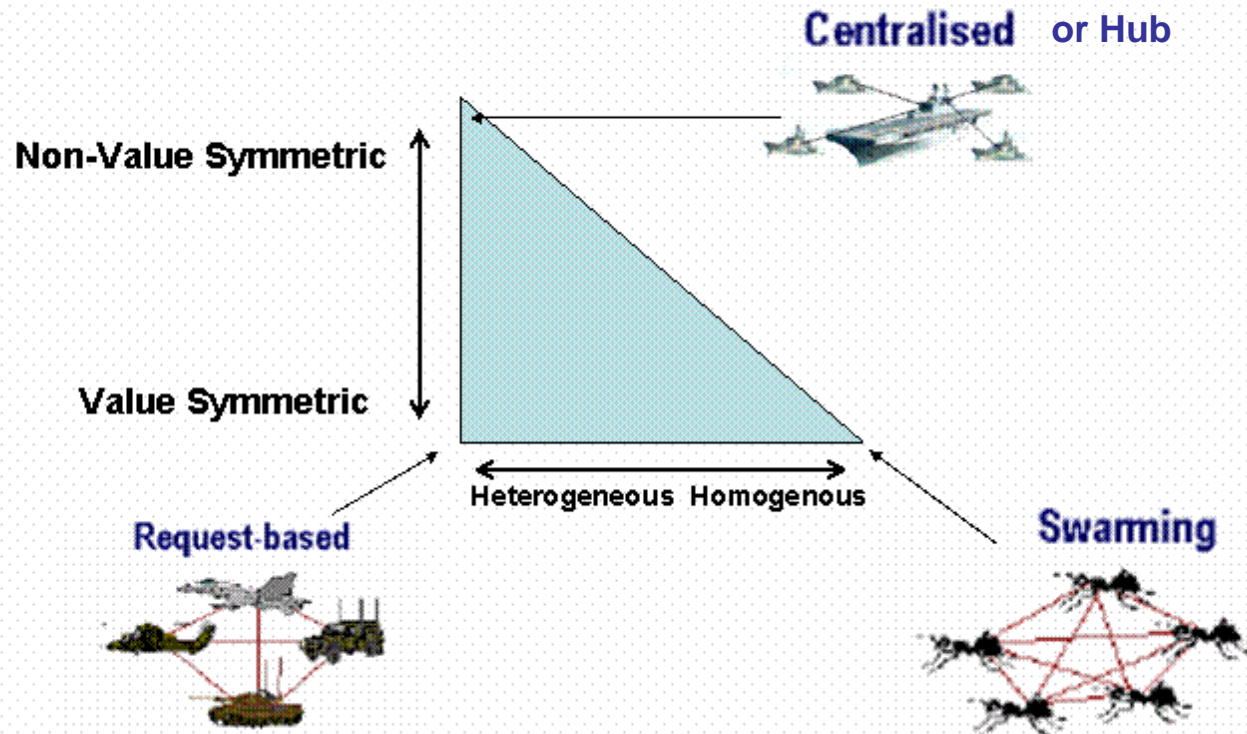 Centralised or Hub
Non-Value Symmetric
Value Symmetric
Heterogeneous Homogenous
Request-based
Swarming